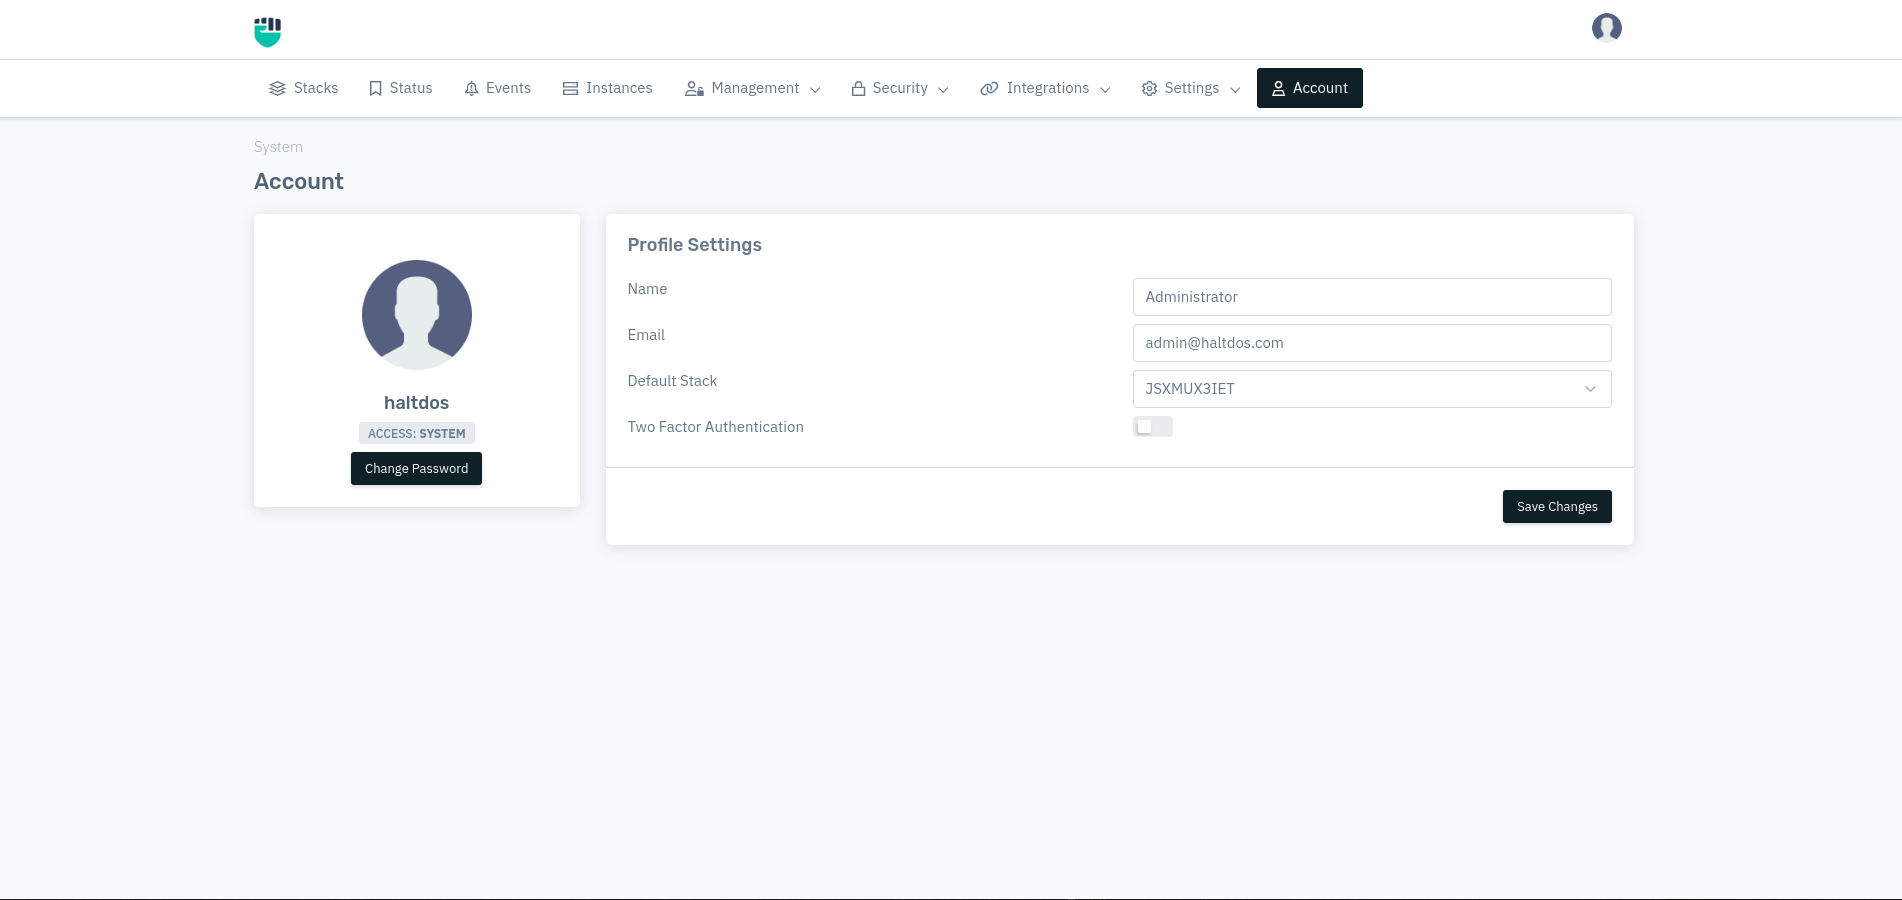 Stacks Status Events Instances Management Security Integrations Settings Account
System
Account
haltdos
ACCESS: SYSTEM
Change Password
Profile Settings
Name
Administrator
Email
admin@haltdos.com
Default Stack
JSXMUX3IET
Two Factor Authentication
Save Changes